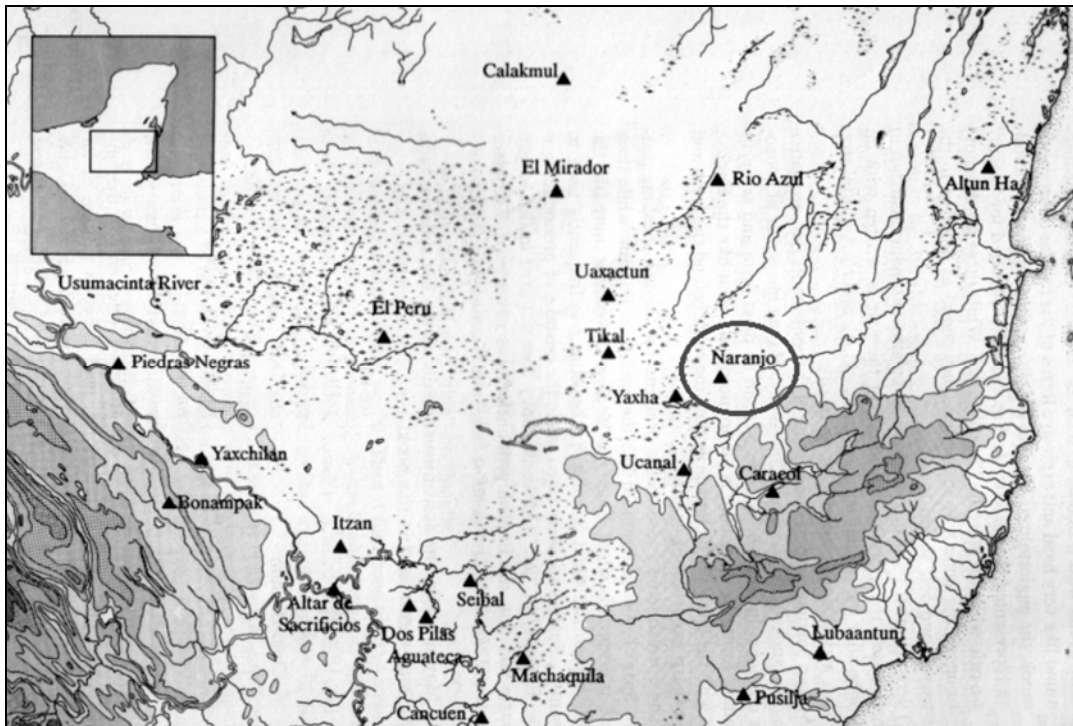 Calakmul
El Mirador
Rio Azul
Altun Ha
Uaxactun
Usumacinta River
El Peru
Tikal
Naranjo
Piedras Negras
Yaxha
Yaxchilan
Ucanal
Caracol
Bonampak
Itzan
Altar de
Sacrificios
Seibal
Dos Pilas
Aguateca
Lubaantun
Machaquila
Pusilja
Cancuen